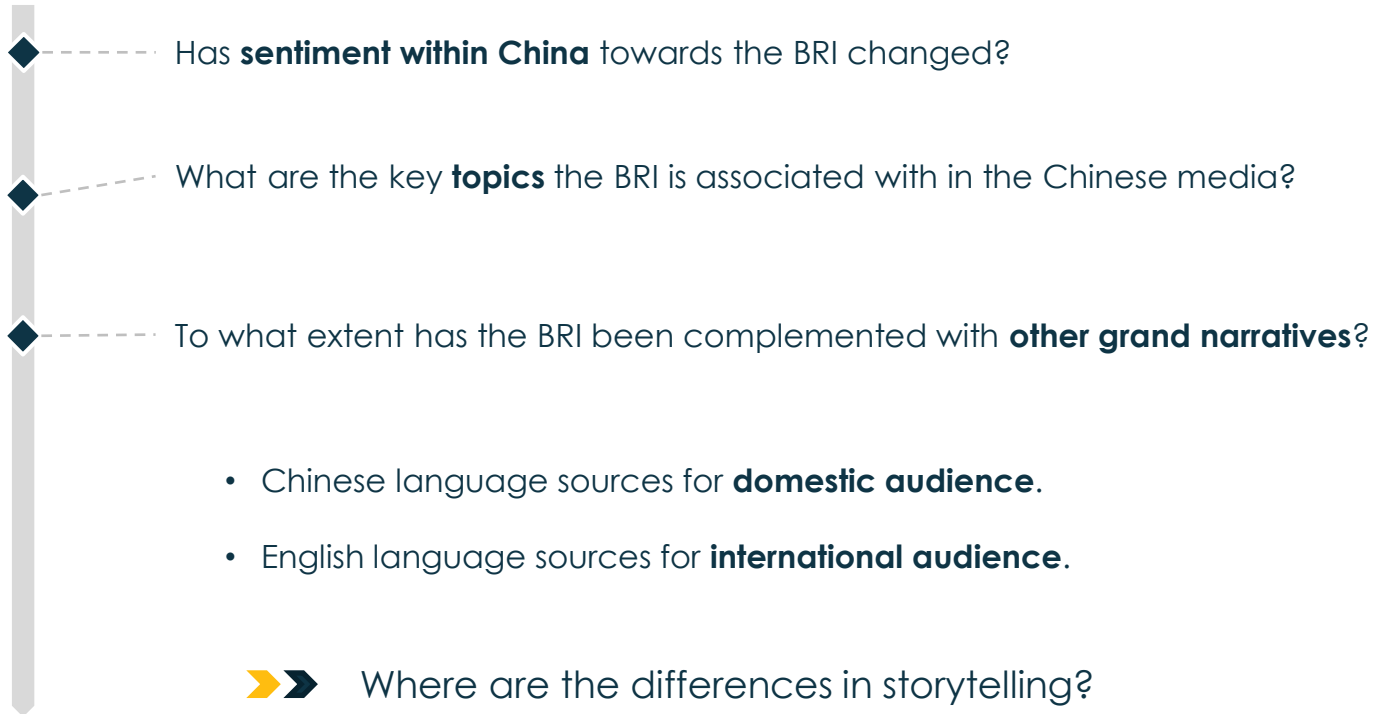 Has sentiment within China towards the BRI changed?
What are the key topics the BRI is associated with in the Chinese media?
To what extent has the BRI been complemented with other grand narratives?
• Chinese language sources for domestic audience.
• English language sources for international audience.
Where are the differences in storytelling?